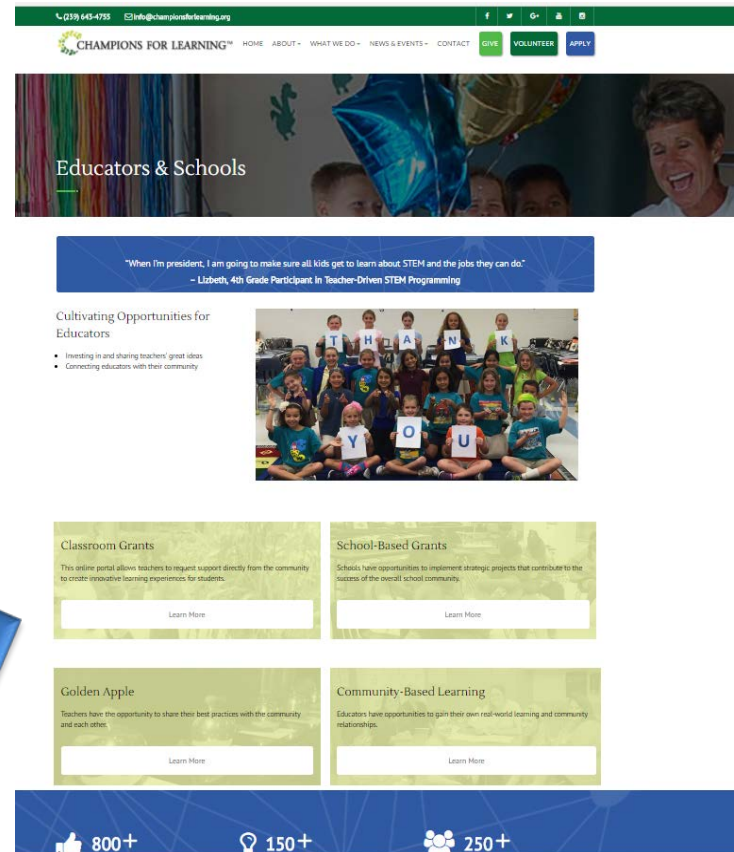 (239) 643-4755 info@championsforlearning.org
CHAMPIONS FOR LEARNING™ HOME ABOUT WHAT WE DO NEWS & EVENTS CONTACT GIVE VOLUNTEER APPLY
Educators & Schools
"When I'm president, I am going to make sure all kids get to learn about STEM and the jobs they can do."
– Lizbeth, 4th Grade Participant in Teacher-Driven STEM Programming
Cultivating Opportunities for
Educators
• Investing in and sharing teachers' great ideas
• Connecting educators with their community
T H A N K
Y O U
Classroom Grants
This online portal allows teachers to request support directly from the community
to create innovative learning experiences for students.
Learn More
School-Based Grants
Schools have opportunities to implement strategic projects that contribute to the
success of the overall school community.
Learn More
Golden Apple
Teachers have the opportunity to share their best practices with the community
and each other.
Learn More
Community-Based Learning
Educators have opportunities to gain their own real-world learning and community
relationships.
Learn More
800+ 150+ 250+